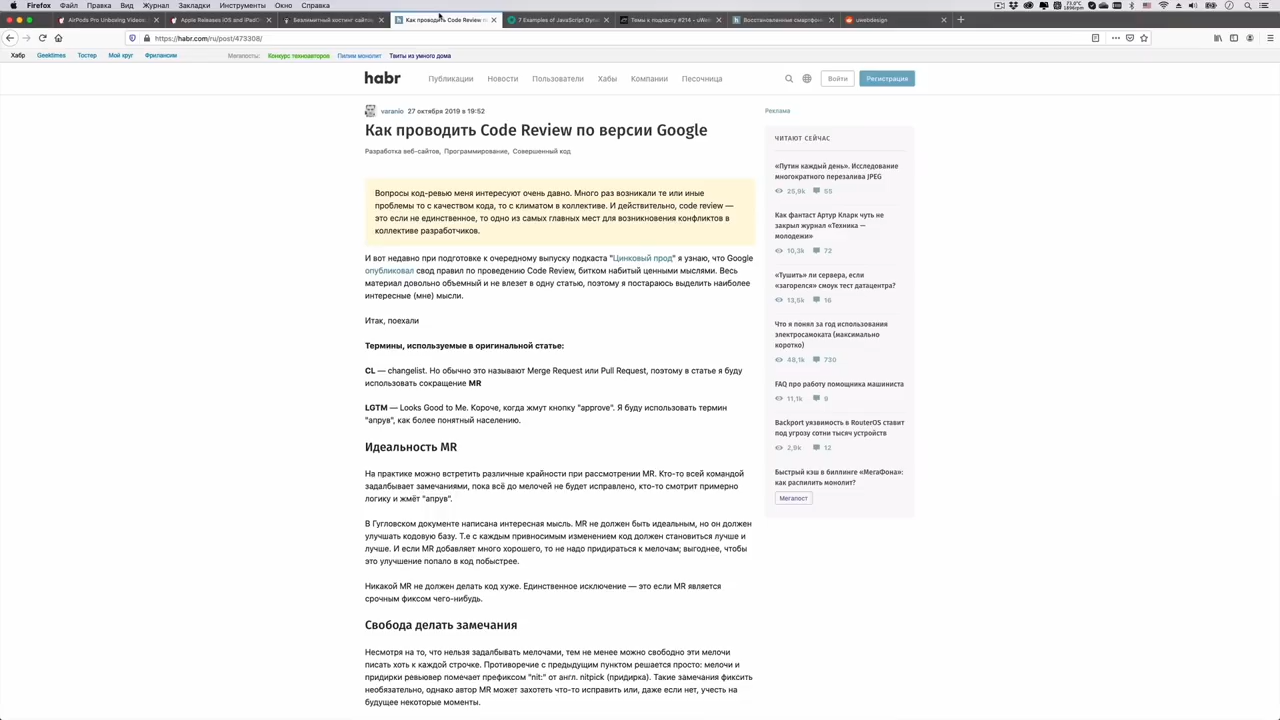 Firefox Файл Правка Вид Журнал Закладки Инструменты Окно Справка
AirPods Pro Unboxing Videos:
Apple Releases iOS and iPadO
Безлимитный хостинг сайтов
Как проводить Code Review п
7 Examples of JavaScript Dyn
Темы к подкасту #214 – uWeb
Восстановленные смартфон
uwebdesign
https://habr.com/ru/post/473308/
Хабр Geektimes Тостер Мой круг Фрилансим Мегапосты: Конкурс техноавторов Пилим монолит Твиты из умного дома
habr Публикации Новости Пользователи Хабы Компании Песочница Войти Регистрация
varanio 27 октября 2019 в 19:52
Как проводить Code Review по версии Google
Разработка веб-сайтов, Программирование, Совершенный код
Вопросы код-ревью меня интересуют очень давно. Много раз возникали те или иные
проблемы то с качеством кода, то с климатом в коллективе. И действительно, code review —
это если не единственное, то одно из самых главных мест для возникновения конфликтов в
коллективе разработчиков.
И вот недавно при подготовке к очередному выпуску подкаста "Цинковый прод" я узнаю, что Google
опубликовал свод правил по проведению Code Review, битком набитый ценными мыслями. Весь
материал довольно объемный и не влезет в одну статью, поэтому я постараюсь выделить наиболее
интересные (мне) мысли.
Итак, поехали
Термины, используемые в оригинальной статье:
CL — changelist. Но обычно это называют Merge Request или Pull Request, поэтому в статье я буду
использовать сокращение MR
LGTM — Looks Good to Me. Короче, когда жмут кнопку "approve". Я буду использовать термин
"апрув", как более понятный населению.
Идеальность MR
На практике можно встретить различные крайности при рассмотрении MR. Кто-то всей командой
задалбывает замечаниями, пока всё до мелочей не будет исправлено, кто-то смотрит примерно
логику и жмёт "апрув".
В Гугловском документе написана интересная мысль. MR не должен быть идеальным, но он должен
улучшать кодовую базу. Т.е с каждым привносимым изменением код должен становиться лучше и
лучше. И если MR добавляет много хорошего, то не надо придираться к мелочам; выгоднее, чтобы
это улучшение попало в код побыстрее.
Никакой MR не должен делать код хуже. Единственное исключение — это если MR является
срочным фиксом чего-нибудь.
Свобода делать замечания
Несмотря на то, что нельзя задалбывать мелочами, тем не менее можно свободно эти мелочи
писать хоть к каждой строчке. Противоречие с предыдущим пунктом решается просто: мелочи и
придирки ревьювер помечает префиксом "nit:" от англ. nitpick (придирка). Такие замечания фиксить
необязательно, однако автор MR может захотеть что-то исправить или, даже если нет, учесть на
будущее некоторые моменты.
Реклама
ЧИТАЮТ СЕЙЧАС
«Путин каждый день». Исследование
многократного перезалива JPEG
25,9k 55
Как фантаст Артур Кларк чуть не
закрыл журнал «Техника —
молодежи»
10,3k 72
«Тушить» ли сервера, если
«загорелся» смоук тест датацентра?
13,5k 16
Что я понял за год использования
электросамоката (максимально
коротко)
48,1k 730
FAQ про работу помощника машиниста
11,1k 9
Backport уязвимость в RouterOS ставит
под угрозу сотни тысяч устройств
2,9k 12
Быстрый кэш в биллинге «МегаФона»:
как распилить монолит?
Мегапост